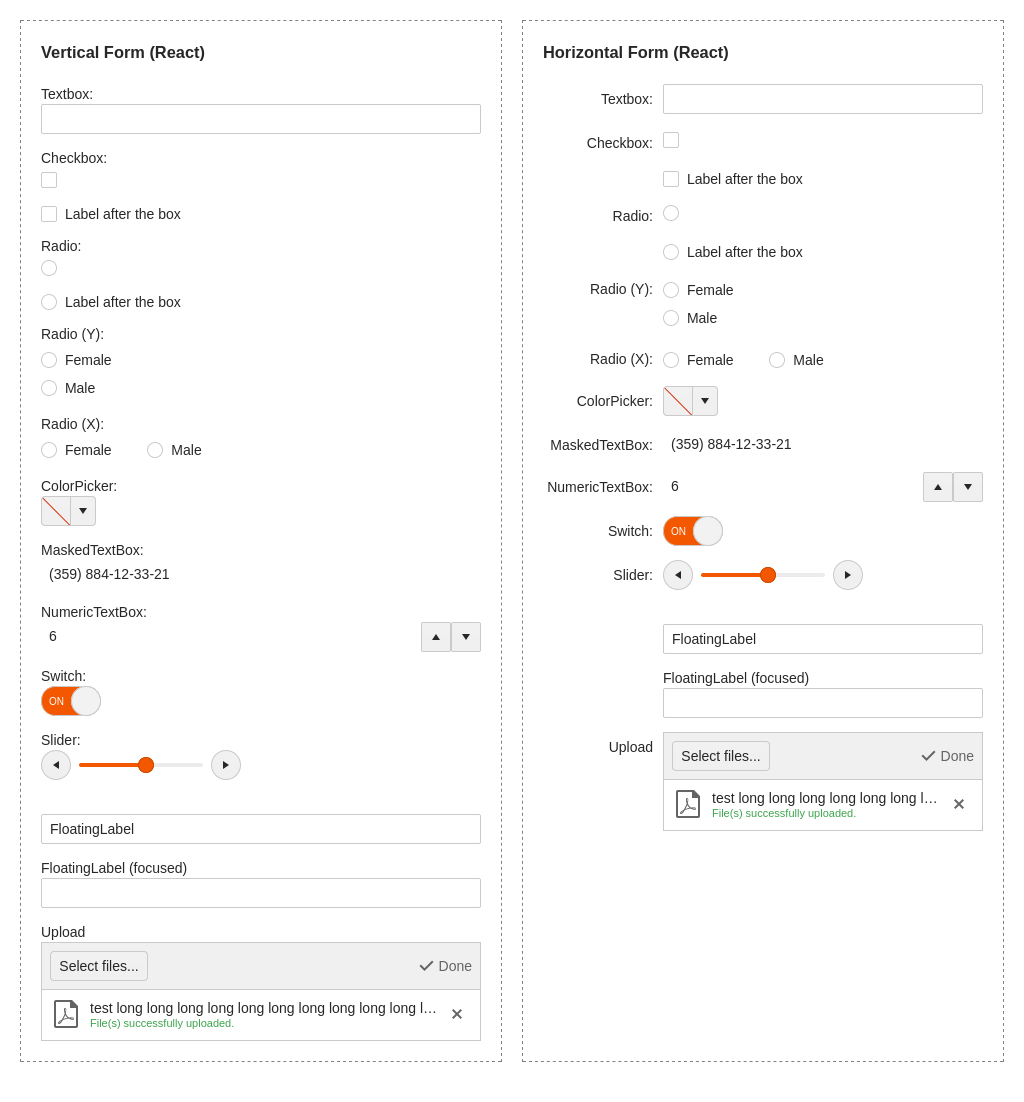 Vertical Form (React)
Textbox:
Checkbox:
Label after the box
Radio:
Label after the box
Radio (Y):
Female
Male
Radio (X):
Female Male
ColorPicker:
MaskedTextBox:
(359) 884-12-33-21
NumericTextBox:
6
Switch:
ON
Slider:
FloatingLabel
FloatingLabel (focused)
Upload
Select files... Done
test long long long long long long long long long long l…
File(s) successfully uploaded.
Horizontal Form (React)
Textbox:
Checkbox:
Label after the box
Radio:
Label after the box
Radio (Y): Female
Male
Radio (X): Female Male
ColorPicker:
MaskedTextBox: (359) 884-12-33-21
NumericTextBox: 6
Switch: ON
Slider:
FloatingLabel
FloatingLabel (focused)
Upload Select files... Done
test long long long long long long l…
File(s) successfully uploaded.